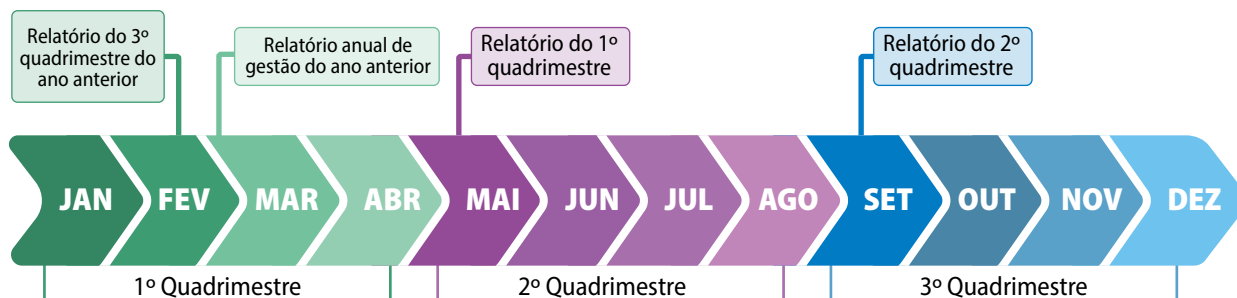 Relatório do 3º
quadrimestre do
ano anterior
Relatório anual de
gestão do ano anterior
Relatório do 1º
quadrimestre
Relatório do 2º
quadrimestre
JAN
FEV
MAR
ABR
MAI
JUN
JUL
AGO
SET
OUT
NOV
DEZ
1º Quadrimestre
2º Quadrimestre
3º Quadrimestre